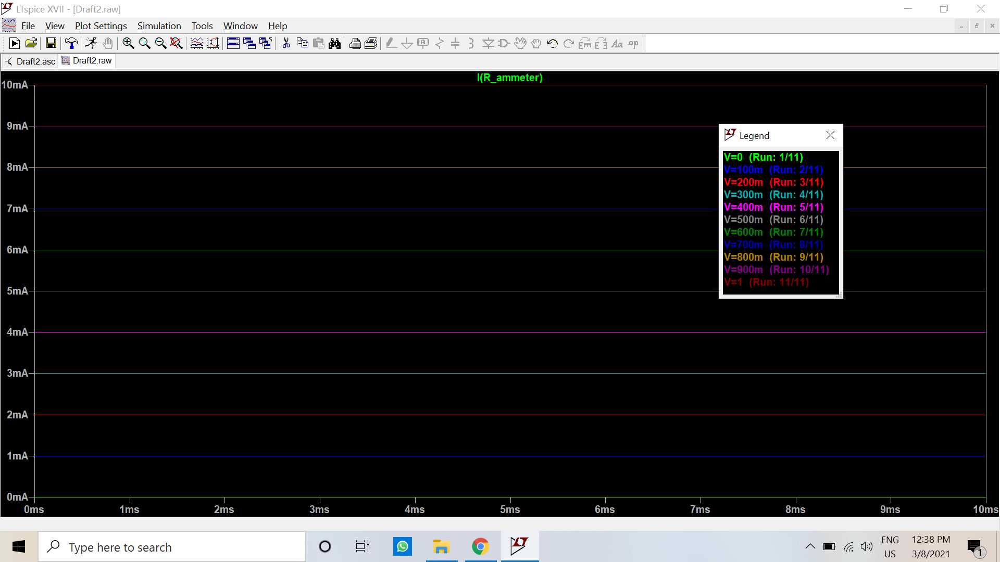 LTspice XVII - [Draft2.raw]
File View Plot Settings Simulation Tools Window Help
Draft2.asc Draft2.raw
I(R_ammeter)
10mA
9mA
8mA
7mA
6mA
5mA
4mA
3mA
2mA
1mA
0mA
0ms 1ms 2ms 3ms 4ms 5ms 6ms 7ms 8ms 9ms 10ms
Legend
V=0 (Run: 1/11)
V=100m (Run: 2/11)
V=200m (Run: 3/11)
V=300m (Run: 4/11)
V=400m (Run: 5/11)
V=500m (Run: 6/11)
V=600m (Run: 7/11)
V=700m (Run: 8/11)
V=800m (Run: 9/11)
V=900m (Run: 10/11)
V=1 (Run: 11/11)
Type here to search
ENG
US
12:38 PM
3/8/2021
1